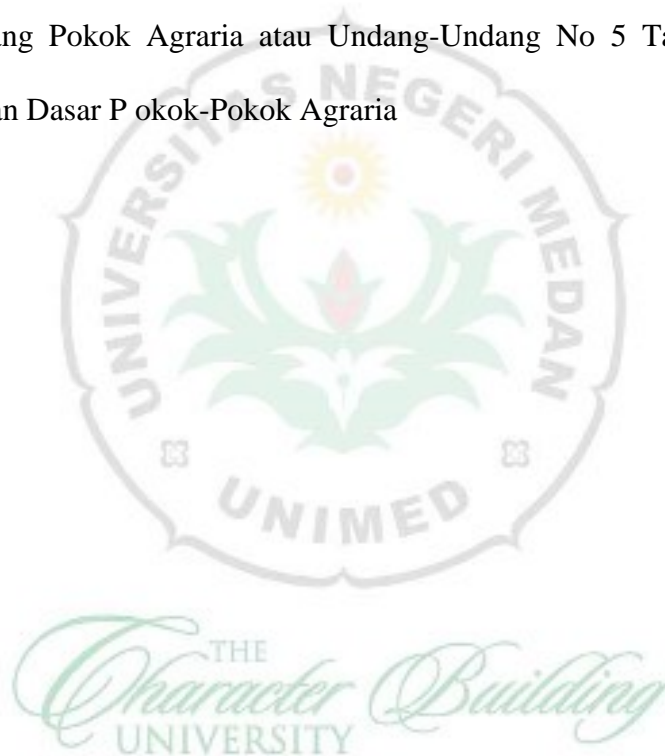 ang Pokok Agraria atau Undang-Undang No 5 Ta
an Dasar P okok-Pokok Agraria
UNIVERSITAS NEGERI MEDAN
UNIMED
THE
Character Building
UNIVERSITY